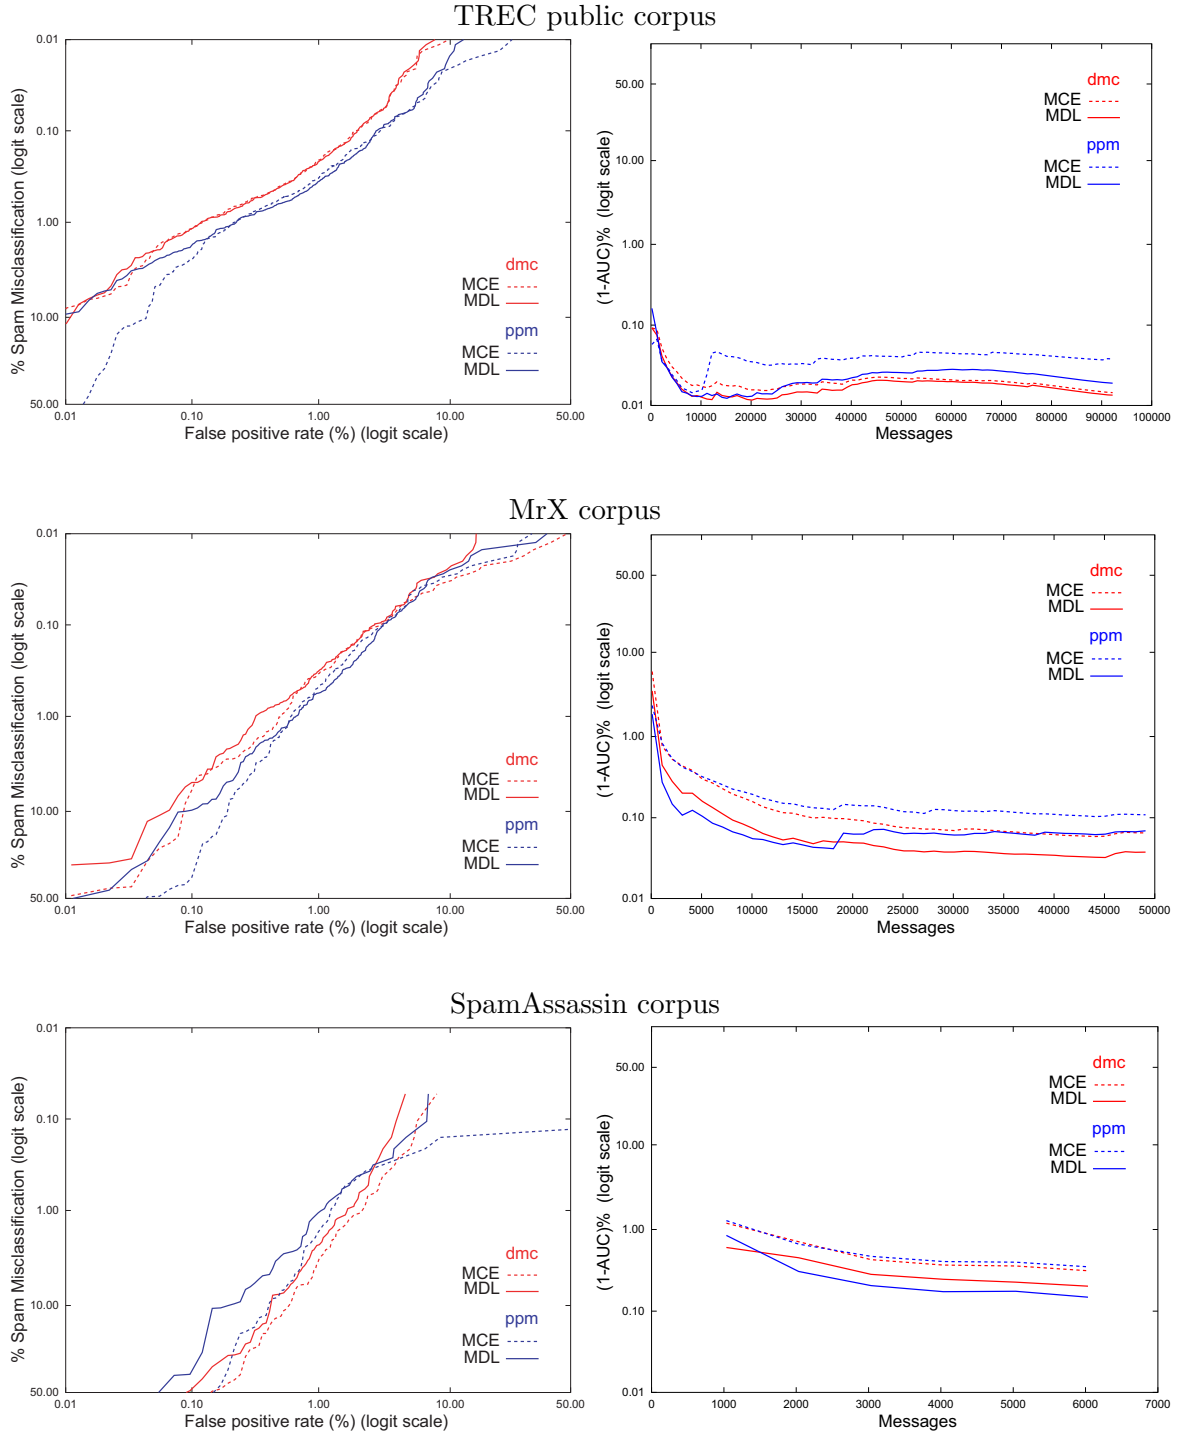 TREC public corpus
% Spam Misclassification (logit scale)
0.01
0.10
1.00
10.00
50.00
0.01 0.10 1.00 10.00 50.00
False positive rate (%) (logit scale)
dmc
MCE
MDL
ppm
MCE
MDL
(1-AUC)% (logit scale)
50.00
10.00
1.00
0.10
0.01
0 10000 20000 30000 40000 50000 60000 70000 80000 90000 100000
Messages
dmc
MCE
MDL
ppm
MCE
MDL
MrX corpus
% Spam Misclassification (logit scale)
0.01
0.10
1.00
10.00
50.00
0.01 0.10 1.00 10.00 50.00
False positive rate (%) (logit scale)
dmc
MCE
MDL
ppm
MCE
MDL
(1-AUC)% (logit scale)
50.00
10.00
1.00
0.10
0.01
0 5000 10000 15000 20000 25000 30000 35000 40000 45000 50000
Messages
dmc
MCE
MDL
ppm
MCE
MDL
SpamAssassin corpus
% Spam Misclassification (logit scale)
0.01
0.10
1.00
10.00
50.00
0.01 0.10 1.00 10.00 50.00
False positive rate (%) (logit scale)
dmc
MCE
MDL
ppm
MCE
MDL
(1-AUC)% (logit scale)
50.00
10.00
1.00
0.10
0.01
0 1000 2000 3000 4000 5000 6000 7000
Messages
dmc
MCE
MDL
ppm
MCE
MDL